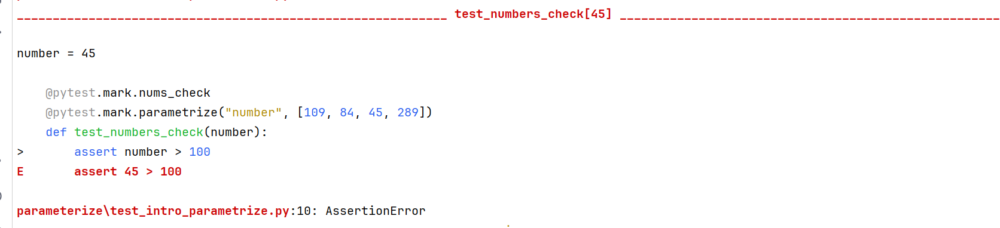 ____________________________________________________________ test_numbers_check[45] _____________________________________________________
number = 45
@pytest.mark.nums_check
@pytest.mark.parametrize("number", [109, 84, 45, 289])
def test_numbers_check(number):
> assert number > 100
E assert 45 > 100
parameterize\test_intro_parametrize.py:10: AssertionError